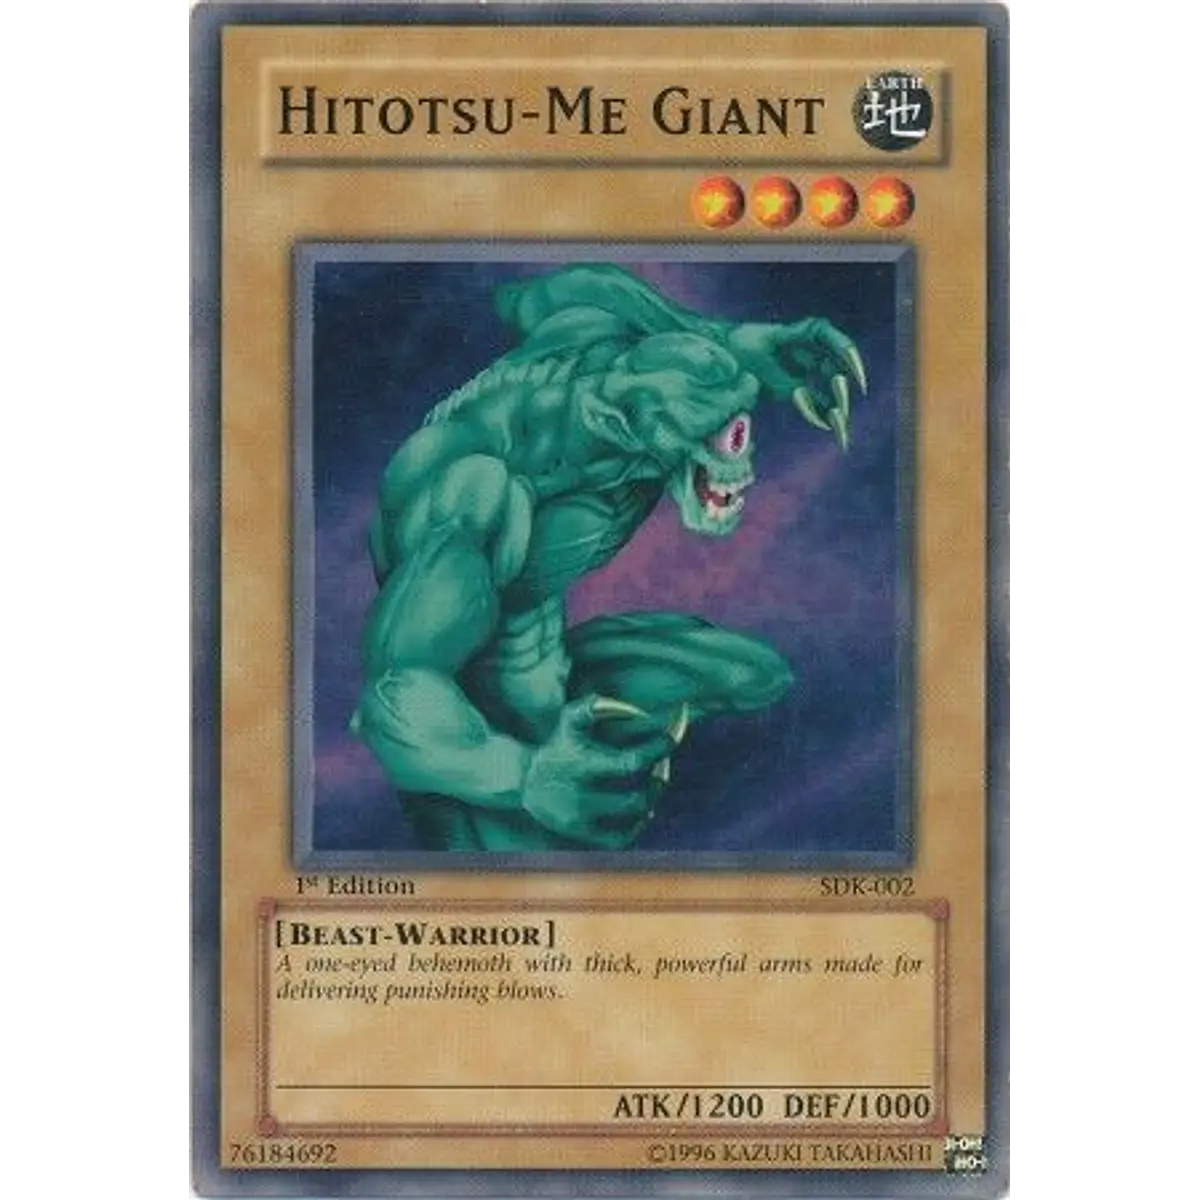 HITOTSU-ME GIANT
EARTH
地
1st Edition
SDK-002
[BEAST-WARRIOR]
A one-eyed behemoth with thick, powerful arms made for
delivering punishing blows.
ATK/1200 DEF/1000
76184692
©1996 KAZUKI TAKAHASHI